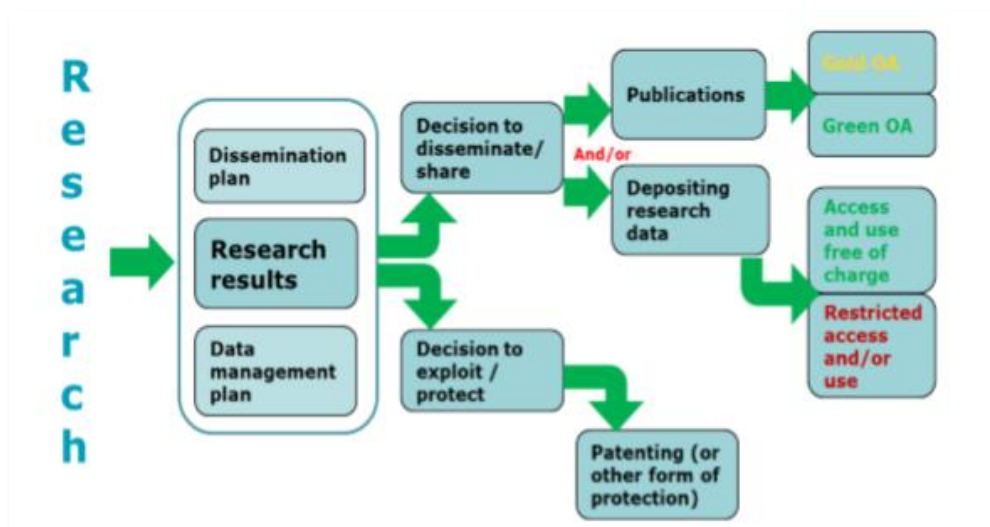 Research
Dissemination
plan
Research
results
Data
management
plan
Decision to
disseminate/
share
And/or
Decision to
exploit /
protect
Publications
Depositing
research
data
Patenting (or
other form of
protection)
Gold OA
Green OA
Access
and use
free of
charge
Restricted
access
and/or
use